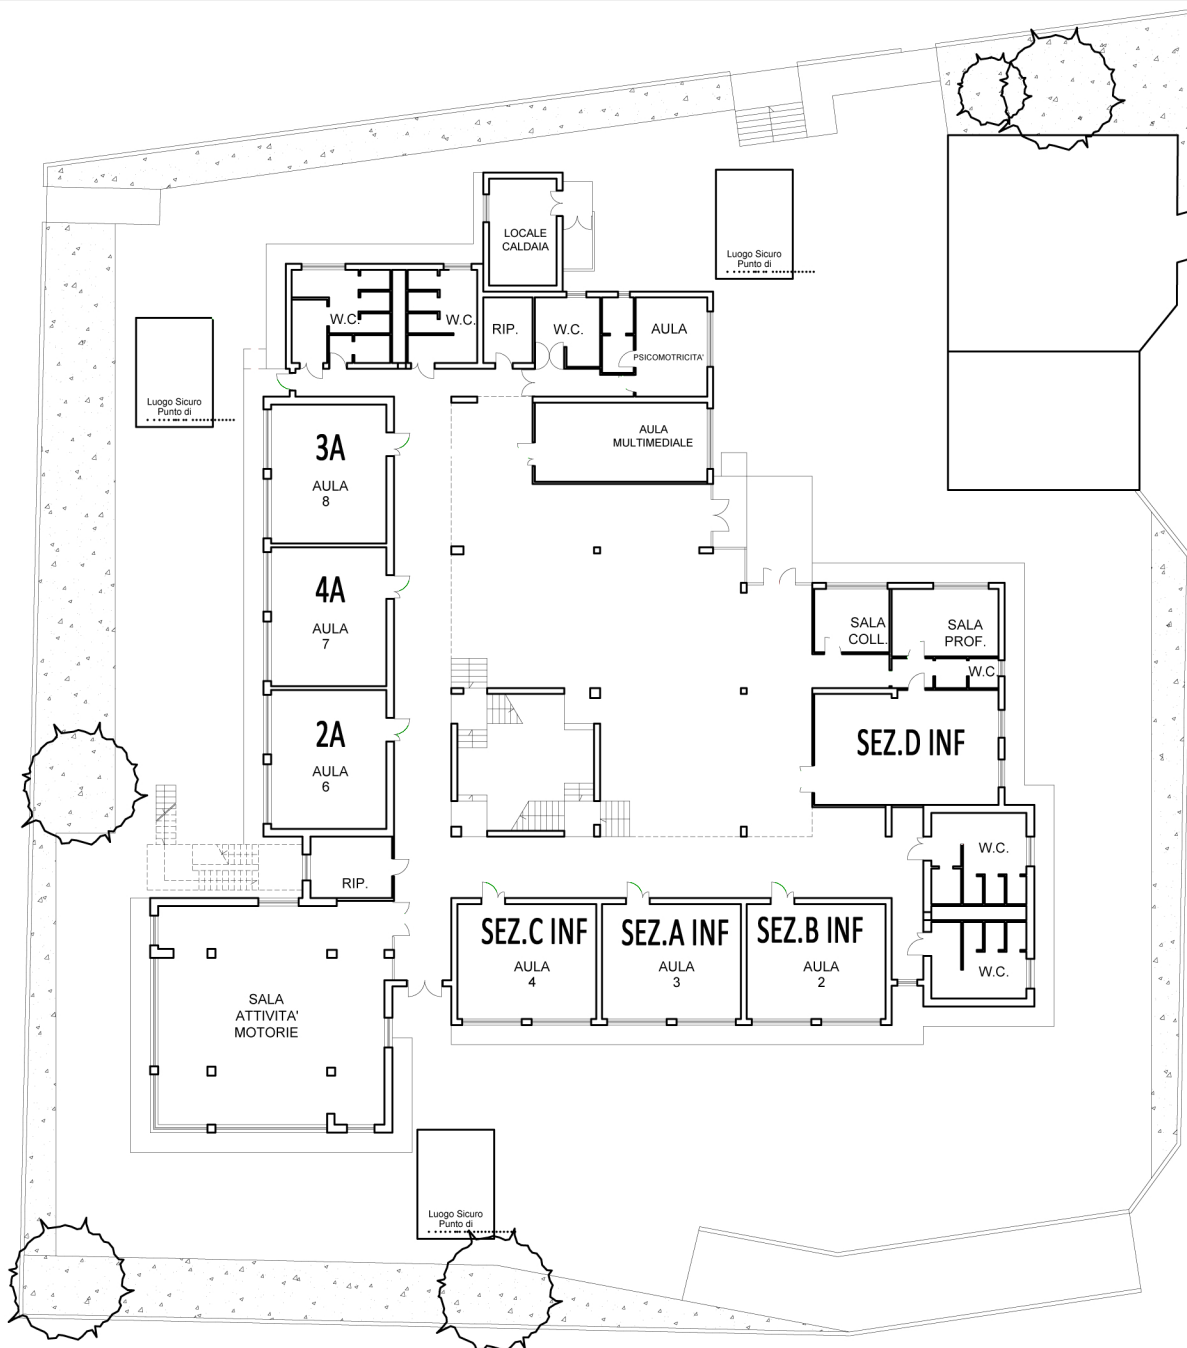 LOCALE
CALDAIA
Luogo Sicuro
Punto di
W.C.
W.C.
RIP.
W.C.
AULA
PSICOMOTRICITA'
Luogo Sicuro
Punto di
AULA
MULTIMEDIALE
3A
AULA
8
4A
AULA
7
SALA
COLL.
SALA
PROF.
W.C.
2A
AULA
6
SEZ.D INF
RIP.
W.C.
SEZ.C INF
AULA
4
SEZ.A INF
AULA
3
SEZ.B INF
AULA
2
W.C.
SALA
ATTIVITA'
MOTORIE
Luogo Sicuro
Punto di